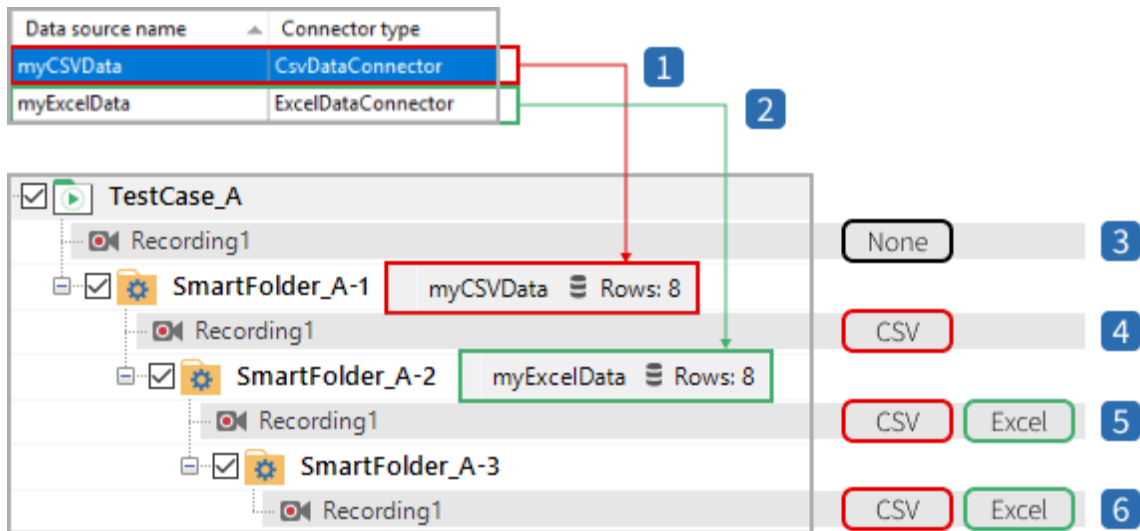 Data source name Connector type
myCSVData CsvDataConnector 1
myExcelData ExcelDataConnector 2
TestCase_A
Recording1 None 3
SmartFolder_A-1 myCSVData Rows: 8
Recording1 CSV 4
SmartFolder_A-2 myExcelData Rows: 8
Recording1 CSV Excel 5
SmartFolder_A-3
Recording1 CSV Excel 6